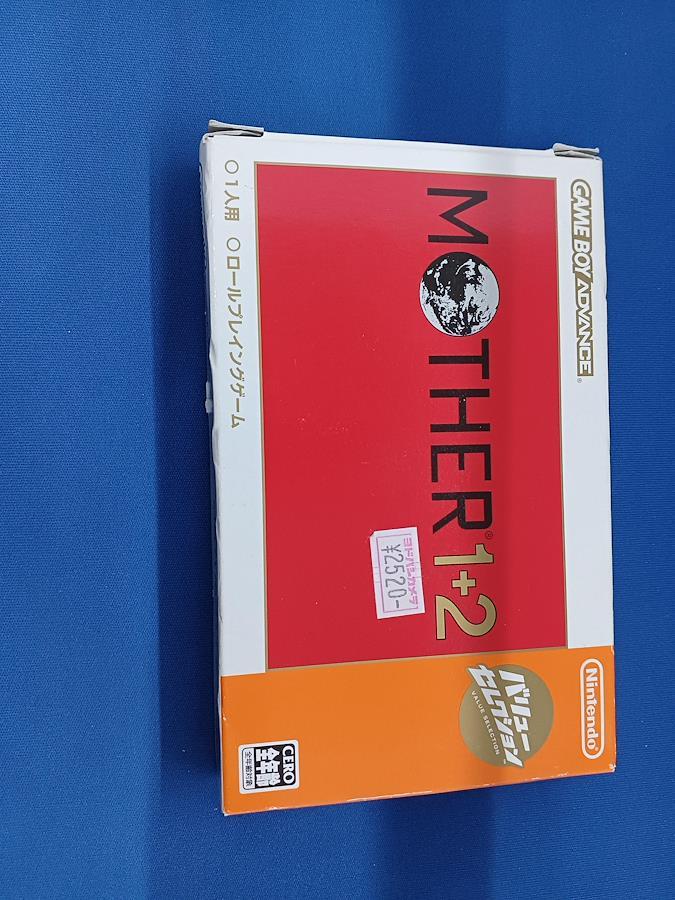 GAME BOY ADVANCE
MOTHER 1+2
ヨドバシカメラ
¥2520-
○1人用 ○ロールプレイングゲーム
Nintendo
バリュー
セレクション
VALUE SELECTION
CERO
全年齢
全年齢対象